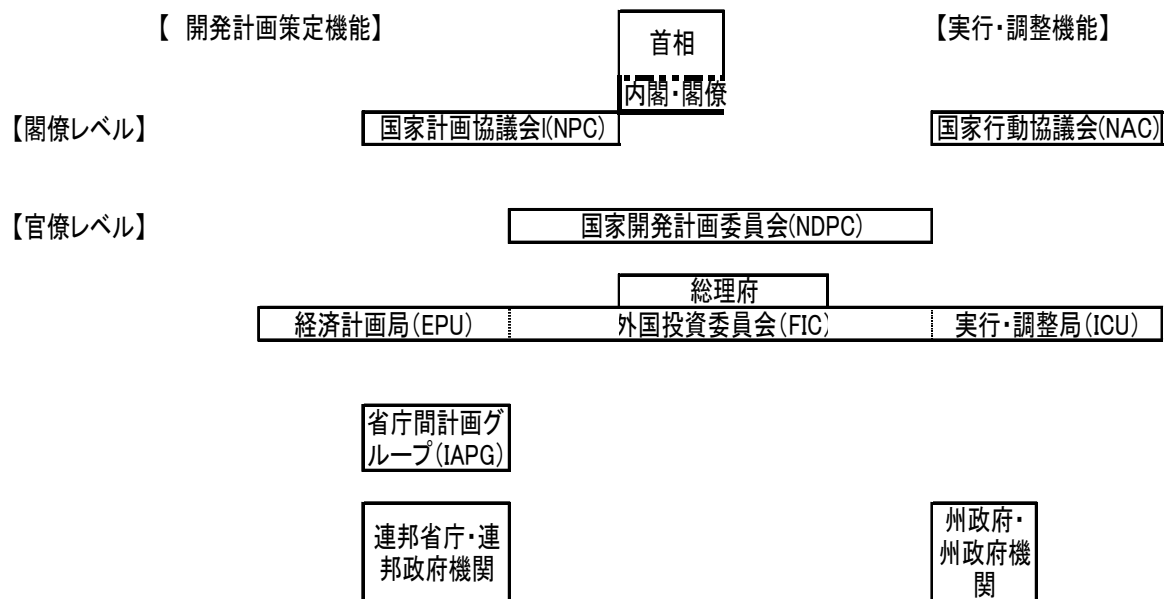 【 開発計画策定機能】
首相
【実行・調整機能】
内閣・閣僚
【閣僚レベル】
国家計画協議会(NPC)
国家行動協議会(NAC)
【官僚レベル】
国家開発計画委員会(NDPC)
総理府
経済計画局(EPU)
外国投資委員会(FIC)
実行・調整局(ICU)
省庁間計画グ
ループ(IAPG)
連邦省庁・連
邦政府機関
州政府・
州政府機
関